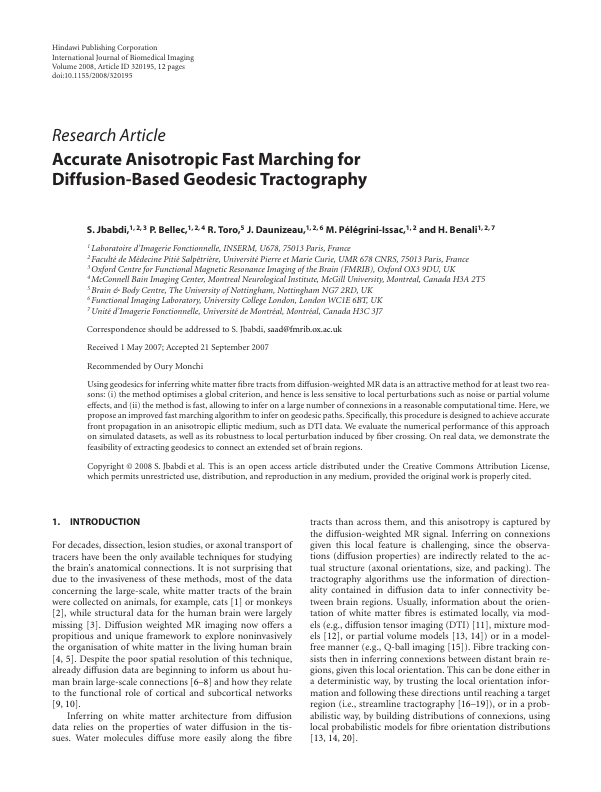 Hindawi Publishing Corporation
International Journal of Biomedical Imaging
Volume 2008, Article ID 320195, 12 pages
doi:10.1155/2008/320195
Research Article
Accurate Anisotropic Fast Marching for
Diffusion-Based Geodesic Tractography
S. Jbabdi,1, 2, 3 P. Bellec,1, 2, 4 R. Toro,5 J. Daunizeau,1, 2, 6 M. Pélégrini-Issac,1, 2 and H. Benali1, 2, 7
1 Laboratoire d'Imagerie Fonctionnelle, INSERM, U678, 75013 Paris, France
2 Faculté de Médecine Pitié Salpêtrière, Université Pierre et Marie Curie, UMR 678 CNRS, 75013 Paris, France
3 Oxford Centre for Functional Magnetic Resonance Imaging of the Brain (FMRIB), Oxford OX3 9DU, UK
4 McConnell Bain Imaging Center, Montreal Neurological Institute, McGill University, Montréal, Canada H3A 2T5
5 Brain & Body Centre, The University of Nottingham, Nottingham NG7 2RD, UK
6 Functional Imaging Laboratory, University College London, London WC1E 6BT, UK
7 Unité d'Imagerie Fonctionnelle, Université de Montréal, Montréal, Canada H3C 3J7
Correspondence should be addressed to S. Jbabdi, saad@fmrib.ox.ac.uk
Received 1 May 2007; Accepted 21 September 2007
Recommended by Oury Monchi
Using geodesics for inferring white matter fibre tracts from diffusion-weighted MR data is an attractive method for at least two rea-
sons: (i) the method optimises a global criterion, and hence is less sensitive to local perturbations such as noise or partial volume
effects, and (ii) the method is fast, allowing to infer on a large number of connexions in a reasonable computational time. Here, we
propose an improved fast marching algorithm to infer on geodesic paths. Specifically, this procedure is designed to achieve accurate
front propagation in an anisotropic elliptic medium, such as DTI data. We evaluate the numerical performance of this approach
on simulated datasets, as well as its robustness to local perturbation induced by fiber crossing. On real data, we demonstrate the
feasibility of extracting geodesics to connect an extended set of brain regions.
Copyright © 2008 S. Jbabdi et al. This is an open access article distributed under the Creative Commons Attribution License,
which permits unrestricted use, distribution, and reproduction in any medium, provided the original work is properly cited.
1. INTRODUCTION
For decades, dissection, lesion studies, or axonal transport of
tracers have been the only available techniques for studying
the brain's anatomical connections. It is not surprising that
due to the invasiveness of these methods, most of the data
concerning the large-scale, white matter tracts of the brain
were collected on animals, for example, cats [1] or monkeys
[2], while structural data for the human brain were largely
missing [3]. Diffusion weighted MR imaging now offers a
propitious and unique framework to explore noninvasively
the organisation of white matter in the living human brain
[4, 5]. Despite the poor spatial resolution of this technique,
already diffusion data are beginning to inform us about hu-
man brain large-scale connections [6–8] and how they relate
to the functional role of cortical and subcortical networks
[9, 10].
Inferring on white matter architecture from diffusion
data relies on the properties of water diffusion in the tis-
sues. Water molecules diffuse more easily along the fibre
tracts than across them, and this anisotropy is captured by
the diffusion-weighted MR signal. Inferring on connexions
given this local feature is challenging, since the observa-
tions (diffusion properties) are indirectly related to the ac-
tual structure (axonal orientations, size, and packing). The
tractography algorithms use the information of direction-
ality contained in diffusion data to infer connectivity be-
tween brain regions. Usually, information about the orien-
tation of white matter fibres is estimated locally, via mod-
els (e.g., diffusion tensor imaging (DTI) [11], mixture mod-
els [12], or partial volume models [13, 14]) or in a model-
free manner (e.g., Q-ball imaging [15]). Fibre tracking con-
sists then in inferring connexions between distant brain re-
gions, given this local orientation. This can be done either in
a deterministic way, by trusting the local orientation infor-
mation and following these directions until reaching a target
region (i.e., streamline tractography [16–19]), or in a prob-
abilistic way, by building distributions of connexions, using
local probabilistic models for fibre orientation distributions
[13, 14, 20].